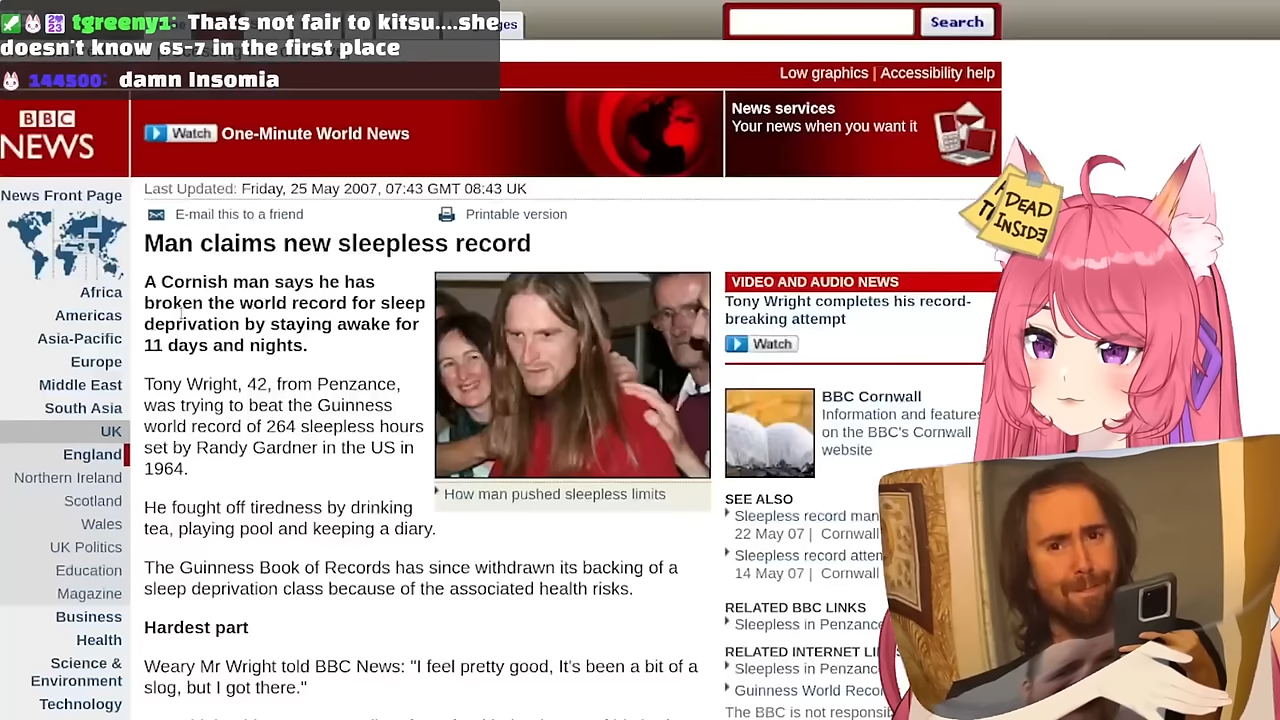 tgreeny1: Thats not fair to kitsu....she
doesn't know 65-7 in the first place
144500: damn Insomia
Search
Low graphics | Accessibility help
BBC
NEWS
Watch One-Minute World News
News services
Your news when you want it
News Front Page
Africa
Americas
Asia-Pacific
Europe
Middle East
South Asia
UK
England
Northern Ireland
Scotland
Wales
UK Politics
Education
Magazine
Business
Health
Science &
Environment
Technology
Last Updated: Friday, 25 May 2007, 07:43 GMT 08:43 UK
E-mail this to a friend
Printable version
Man claims new sleepless record
A Cornish man says he has
broken the world record for sleep
deprivation by staying awake for
11 days and nights.
Tony Wright, 42, from Penzance,
was trying to beat the Guinness
world record of 264 sleepless hours
set by Randy Gardner in the US in
1964.
He fought off tiredness by drinking
tea, playing pool and keeping a diary.
The Guinness Book of Records has since withdrawn its backing of a
sleep deprivation class because of the associated health risks.
Hardest part
Weary Mr Wright told BBC News: "I feel pretty good, It's been a bit of a
slog, but I got there."
How man pushed sleepless limits
VIDEO AND AUDIO NEWS
Tony Wright completes his record-
breaking attempt
Watch
BBC Cornwall
Information and features
on the BBC's Cornwall
website
SEE ALSO
Sleepless record man
22 May 07 | Cornwall
Sleepless record
14 May 07 | Cornwall
RELATED BBC LINKS
Sleepless in Penzance
RELATED INTERNET
Sleepless in Penzance
Guinness World
The BBC is not
DEAD
INSIDE